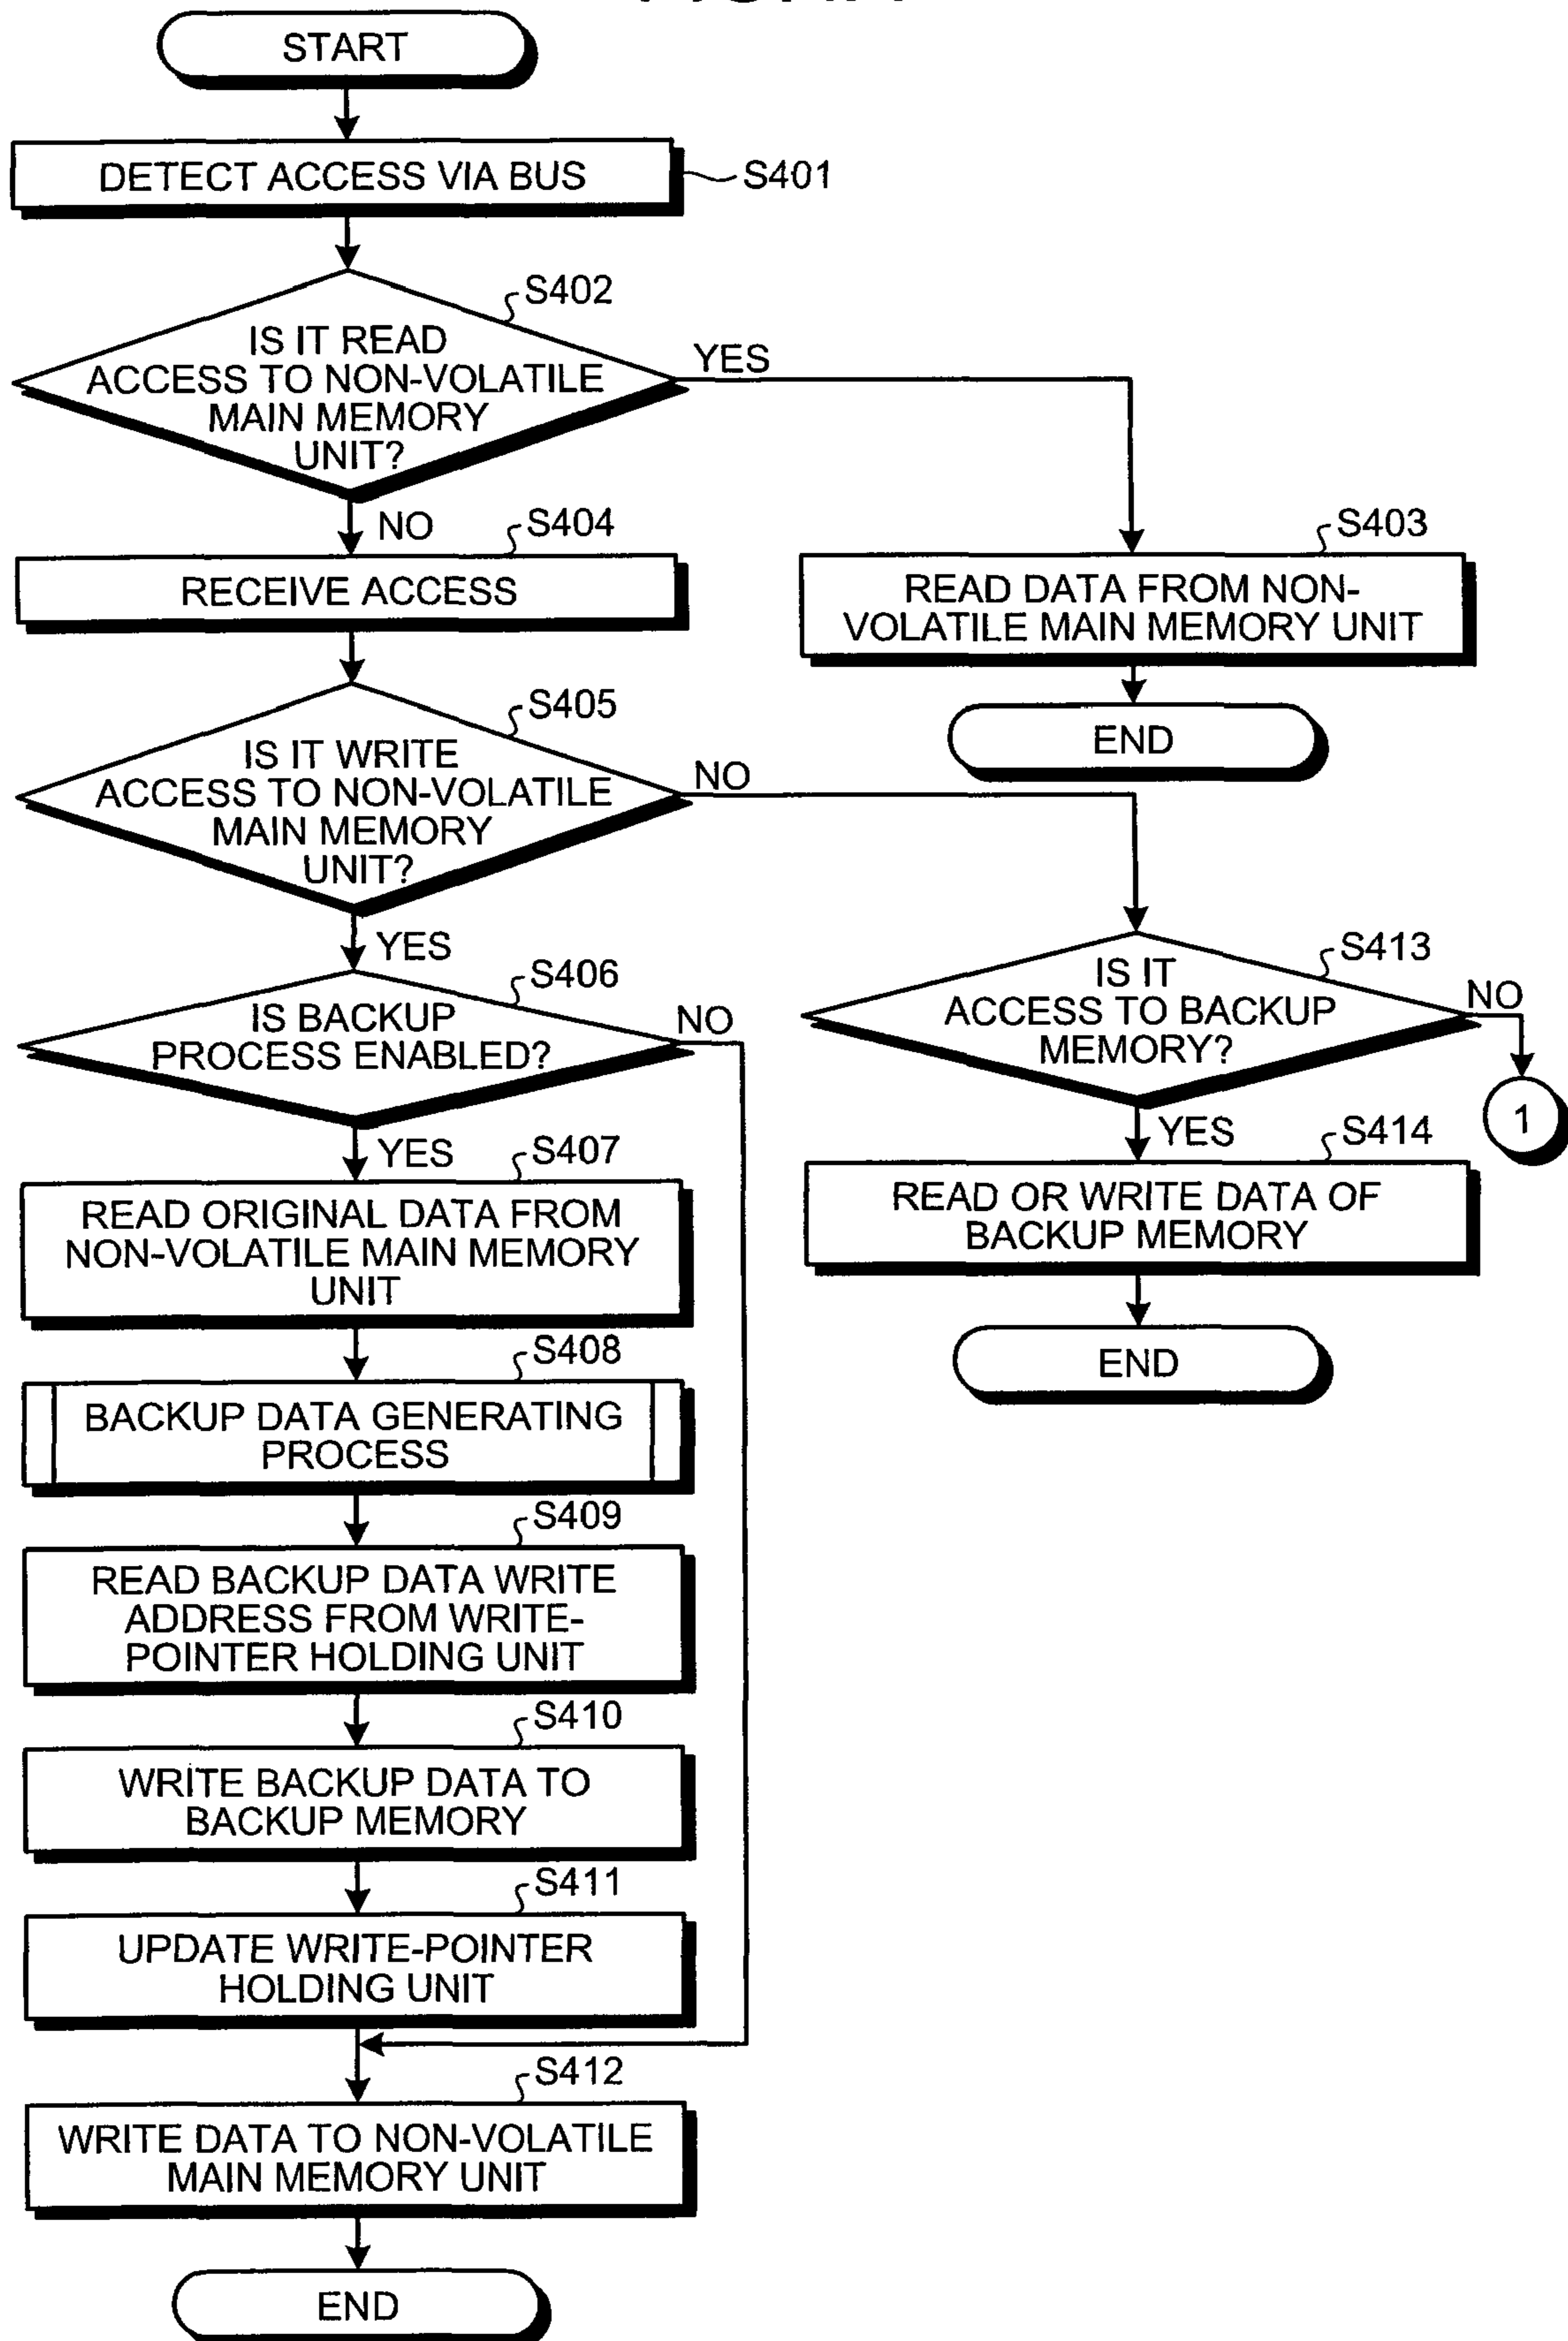 START
DETECT ACCESS VIA BUS
S401
S402
IS IT READ
ACCESS TO NON-VOLATILE
MAIN MEMORY
UNIT?
YES
NO
S404
RECEIVE ACCESS
S403
READ DATA FROM NON-
VOLATILE MAIN MEMORY UNIT
END
S405
IS IT WRITE
ACCESS TO NON-VOLATILE
MAIN MEMORY
UNIT?
NO
YES
S413
IS IT
ACCESS TO BACKUP
MEMORY?
NO
1
YES
S414
READ OR WRITE DATA OF
BACKUP MEMORY
END
S406
IS BACKUP
PROCESS ENABLED?
NO
YES
S407
READ ORIGINAL DATA FROM
NON-VOLATILE MAIN MEMORY
UNIT
S408
BACKUP DATA GENERATING
PROCESS
S409
READ BACKUP DATA WRITE
ADDRESS FROM WRITE-
POINTER HOLDING UNIT
S410
WRITE BACKUP DATA TO
BACKUP MEMORY
S411
UPDATE WRITE-POINTER
HOLDING UNIT
S412
WRITE DATA TO NON-VOLATILE
MAIN MEMORY UNIT
END